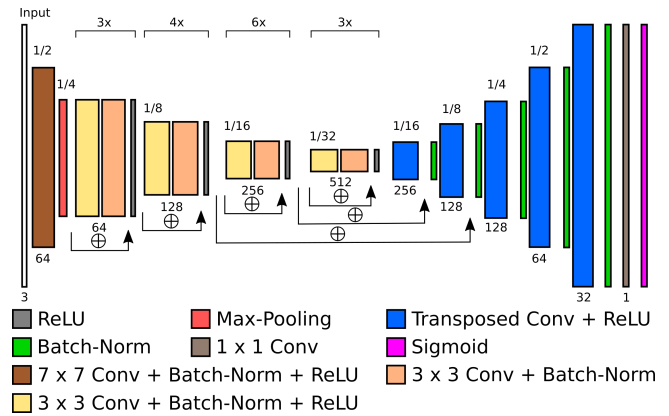 Input
3x 4x 6x 3x
1/2 1/2
1/4 1/4
1/8 1/8
1/16 1/16
1/32
64 128 256 512 256 128 128
64 64
3 32 1
ReLU Max-Pooling Transposed Conv + ReLU
Batch-Norm 1 x 1 Conv Sigmoid
7 x 7 Conv + Batch-Norm + ReLU 3 x 3 Conv + Batch-Norm
3 x 3 Conv + Batch-Norm + ReLU